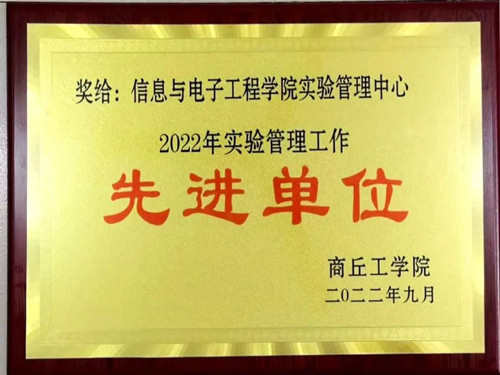 奖给：信息与电子工程学院实验管理中心
2022年实验管理工作
先进单位
商丘工学院
二〇二二年九月